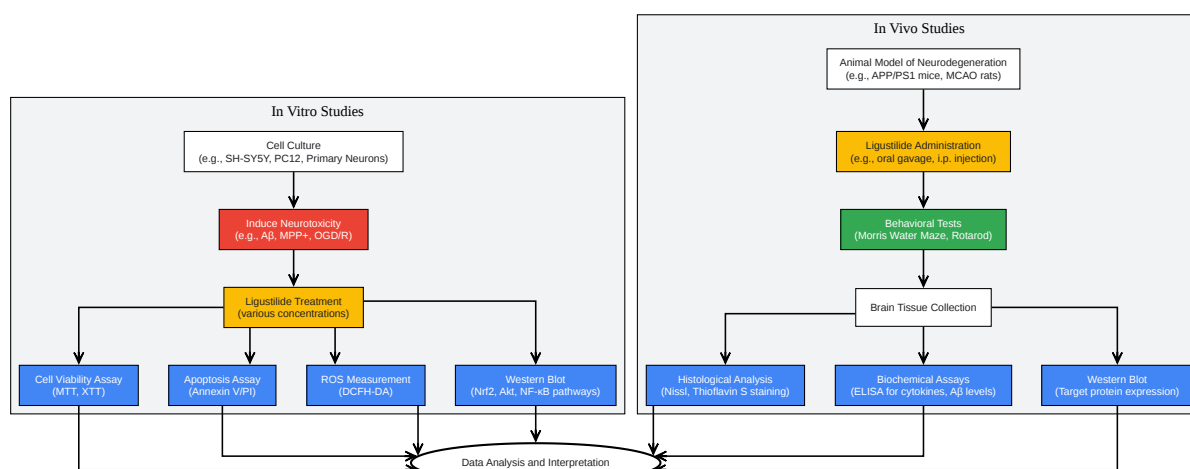 In Vitro Studies
Cell Culture
(e.g., SH-SY5Y, PC12, Primary Neurons)
Induce Neurotoxicity
(e.g., Aβ, MPP+, OGD/R)
Ligustilide Treatment
(various concentrations)
Cell Viability Assay
(MTT, XTT)
Apoptosis Assay
(Annexin V/PI)
ROS Measurement
(DCFH-DA)
Western Blot
(Nrf2, Akt, NF-κB pathways)
In Vivo Studies
Animal Model of Neurodegeneration
(e.g., APP/PS1 mice, MCAO rats)
Ligustilide Administration
(e.g., oral gavage, i.p. injection)
Behavioral Tests
(Morris Water Maze, Rotarod)
Brain Tissue Collection
Histological Analysis
(Nissl, Thioflavin S staining)
Biochemical Assays
(ELISA for cytokines, Aβ levels)
Western Blot
(Target protein expression)
Data Analysis and Interpretation